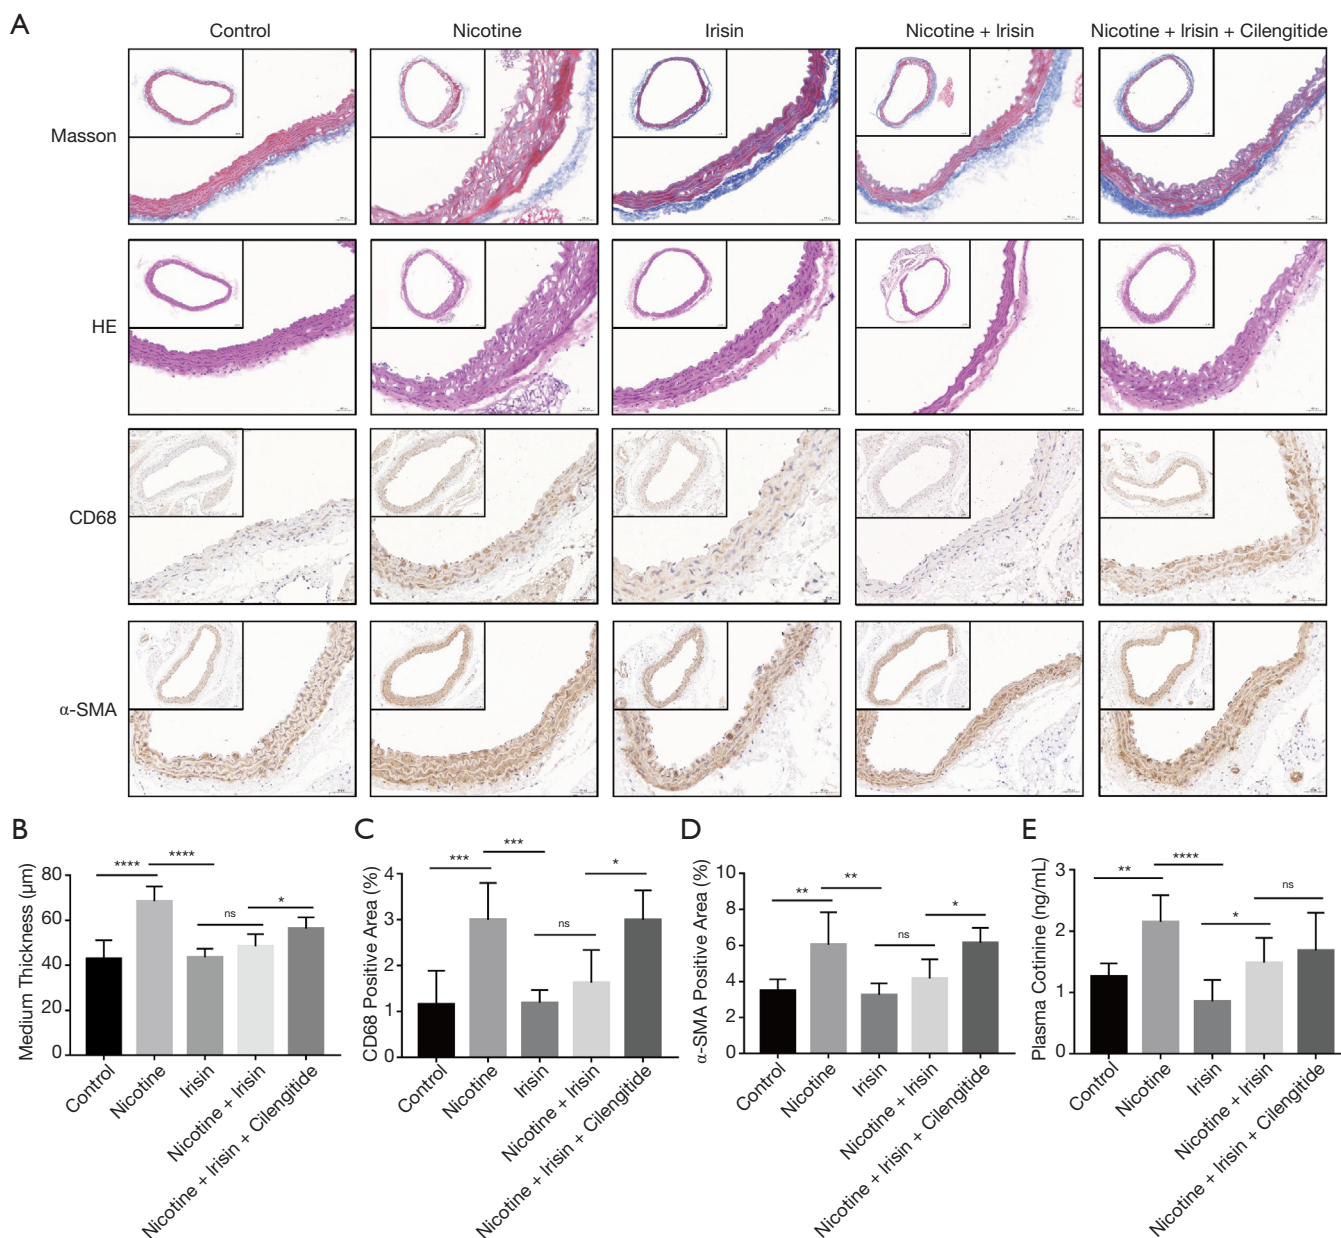 A
Control
Nicotine
Irisin
Nicotine + Irisin
Nicotine + Irisin + Cilengitide
Masson
HE
CD68
α-SMA
B
Medium Thickness (μm)
80
60
40
20
0
****
****
ns
*
Control
Nicotine
Irisin
Nicotine + Irisin
Nicotine + Irisin + Cilengitide
C
CD68 Positive Area (%)
4
3
2
1
0
***
***
ns
*
Control
Nicotine
Irisin
Nicotine + Irisin
Nicotine + Irisin + Cilengitide
D
α-SMA Positive Area (%)
10
8
6
4
2
0
**
**
ns
*
Control
Nicotine
Irisin
Nicotine + Irisin
Nicotine + Irisin + Cilengitide
E
Plasma Cotinine (ng/mL)
3
2
1
0
**
****
*
ns
Control
Nicotine
Irisin
Nicotine + Irisin
Nicotine + Irisin + Cilengitide